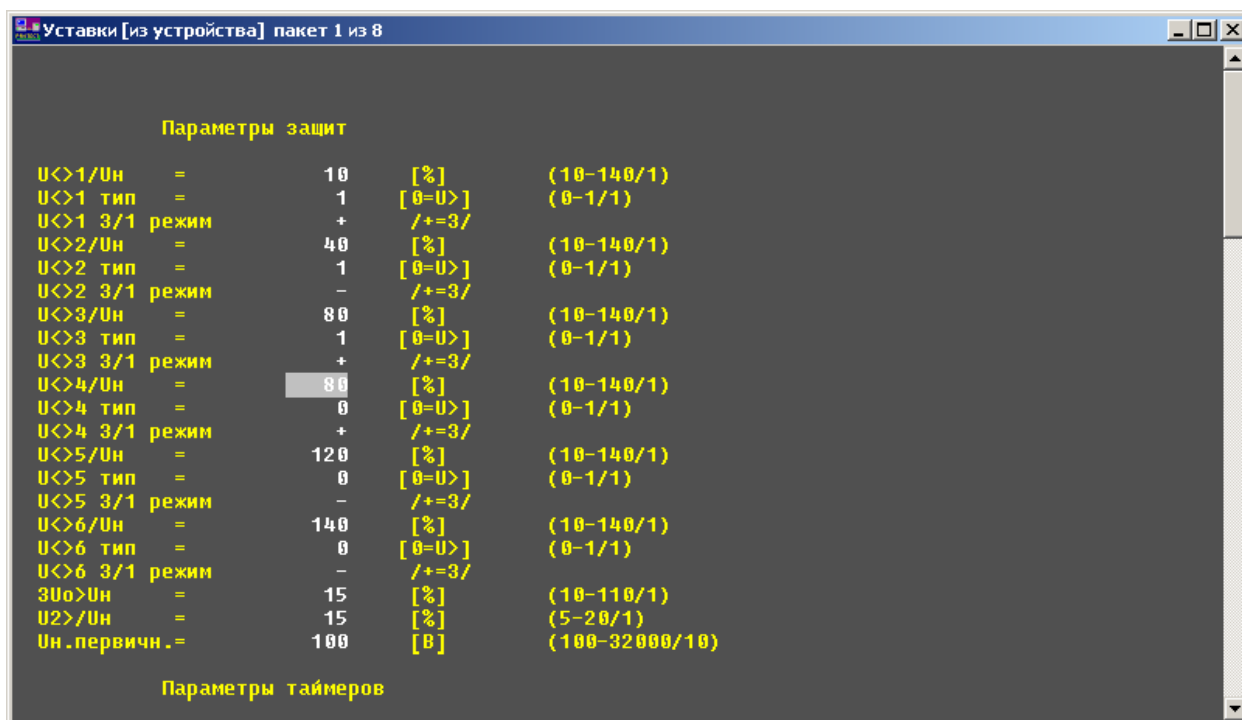 Уставки [из устройства] пакет 1 из 8
Параметры защит
U<>1/Uн = 10 [%] (10-140/1)
U<>1 тип = 1 [0=U>] (0-1/1)
U<>1 3/1 режим + /+=3/
U<>2/Uн = 40 [%] (10-140/1)
U<>2 тип = 1 [0=U>] (0-1/1)
U<>2 3/1 режим - /+=3/
U<>3/Uн = 80 [%] (10-140/1)
U<>3 тип = 1 [0=U>] (0-1/1)
U<>3 3/1 режим + /+=3/
U<>4/Uн = 80 [%] (10-140/1)
U<>4 тип = 0 [0=U>] (0-1/1)
U<>4 3/1 режим + /+=3/
U<>5/Uн = 120 [%] (10-140/1)
U<>5 тип = 0 [0=U>] (0-1/1)
U<>5 3/1 режим - /+=3/
U<>6/Uн = 140 [%] (10-140/1)
U<>6 тип = 0 [0=U>] (0-1/1)
U<>6 3/1 режим - /+=3/
3Uo>Uн = 15 [%] (10-110/1)
U2>/Uн = 15 [%] (5-20/1)
Uн.первичн.= 100 [В] (100-32000/10)
Параметры таймеров